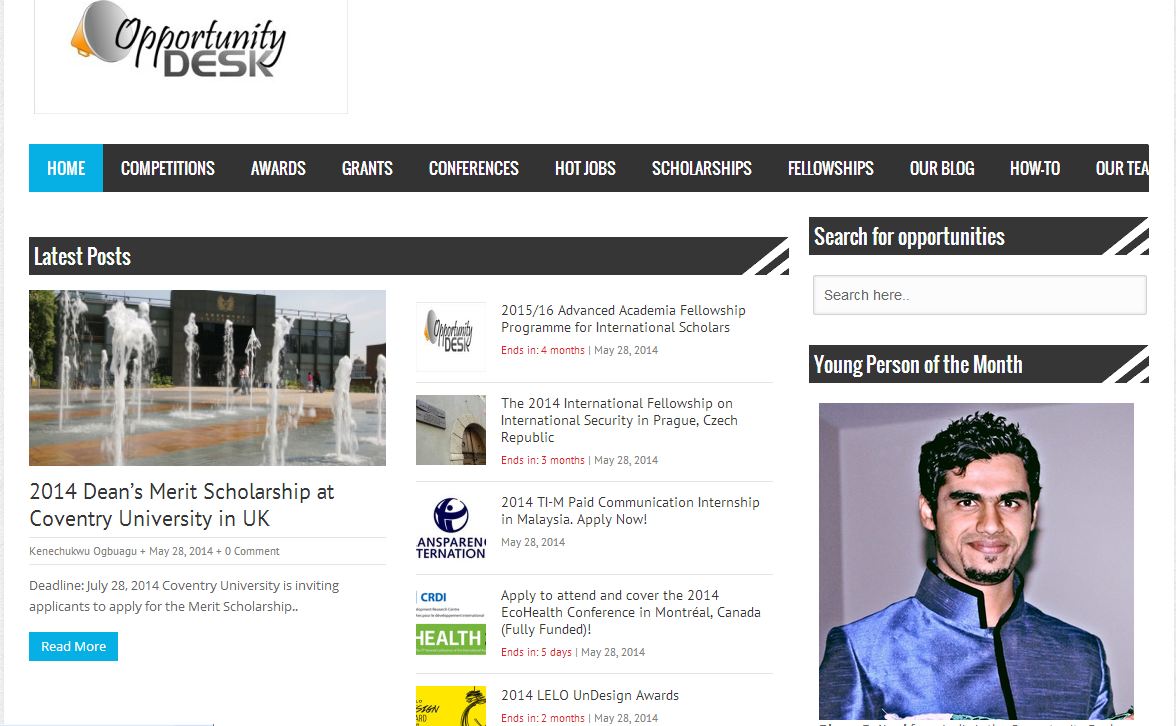 Opportunity
DESK
HOME COMPETITIONS AWARDS GRANTS CONFERENCES HOT JOBS SCHOLARSHIPS FELLOWSHIPS OUR BLOG HOW-TO OUR TEA
Latest Posts
2014 Dean's Merit Scholarship at
Coventry University in UK
Kenechukwu Ogbuagu + May 28, 2014 + 0 Comment
Deadline: July 28, 2014 Coventry University is inviting
applicants to apply for the Merit Scholarship..
Read More
Opportunity
DESK
2015/16 Advanced Academia Fellowship
Programme for International Scholars
Ends in: 4 months | May 28, 2014
The 2014 International Fellowship on
International Security in Prague, Czech
Republic
Ends in: 3 months | May 28, 2014
ANSPAREN
TERNATION
2014 TI-M Paid Communication Internship
in Malaysia. Apply Now!
May 28, 2014
CRDI
HEALTH
Apply to attend and cover the 2014
EcoHealth Conference in Montréal, Canada
(Fully Funded)!
Ends in: 5 days | May 28, 2014
2014 LELO UnDesign Awards
Ends in: 2 months | May 28, 2014
Search for opportunities
Search here..
Young Person of the Month